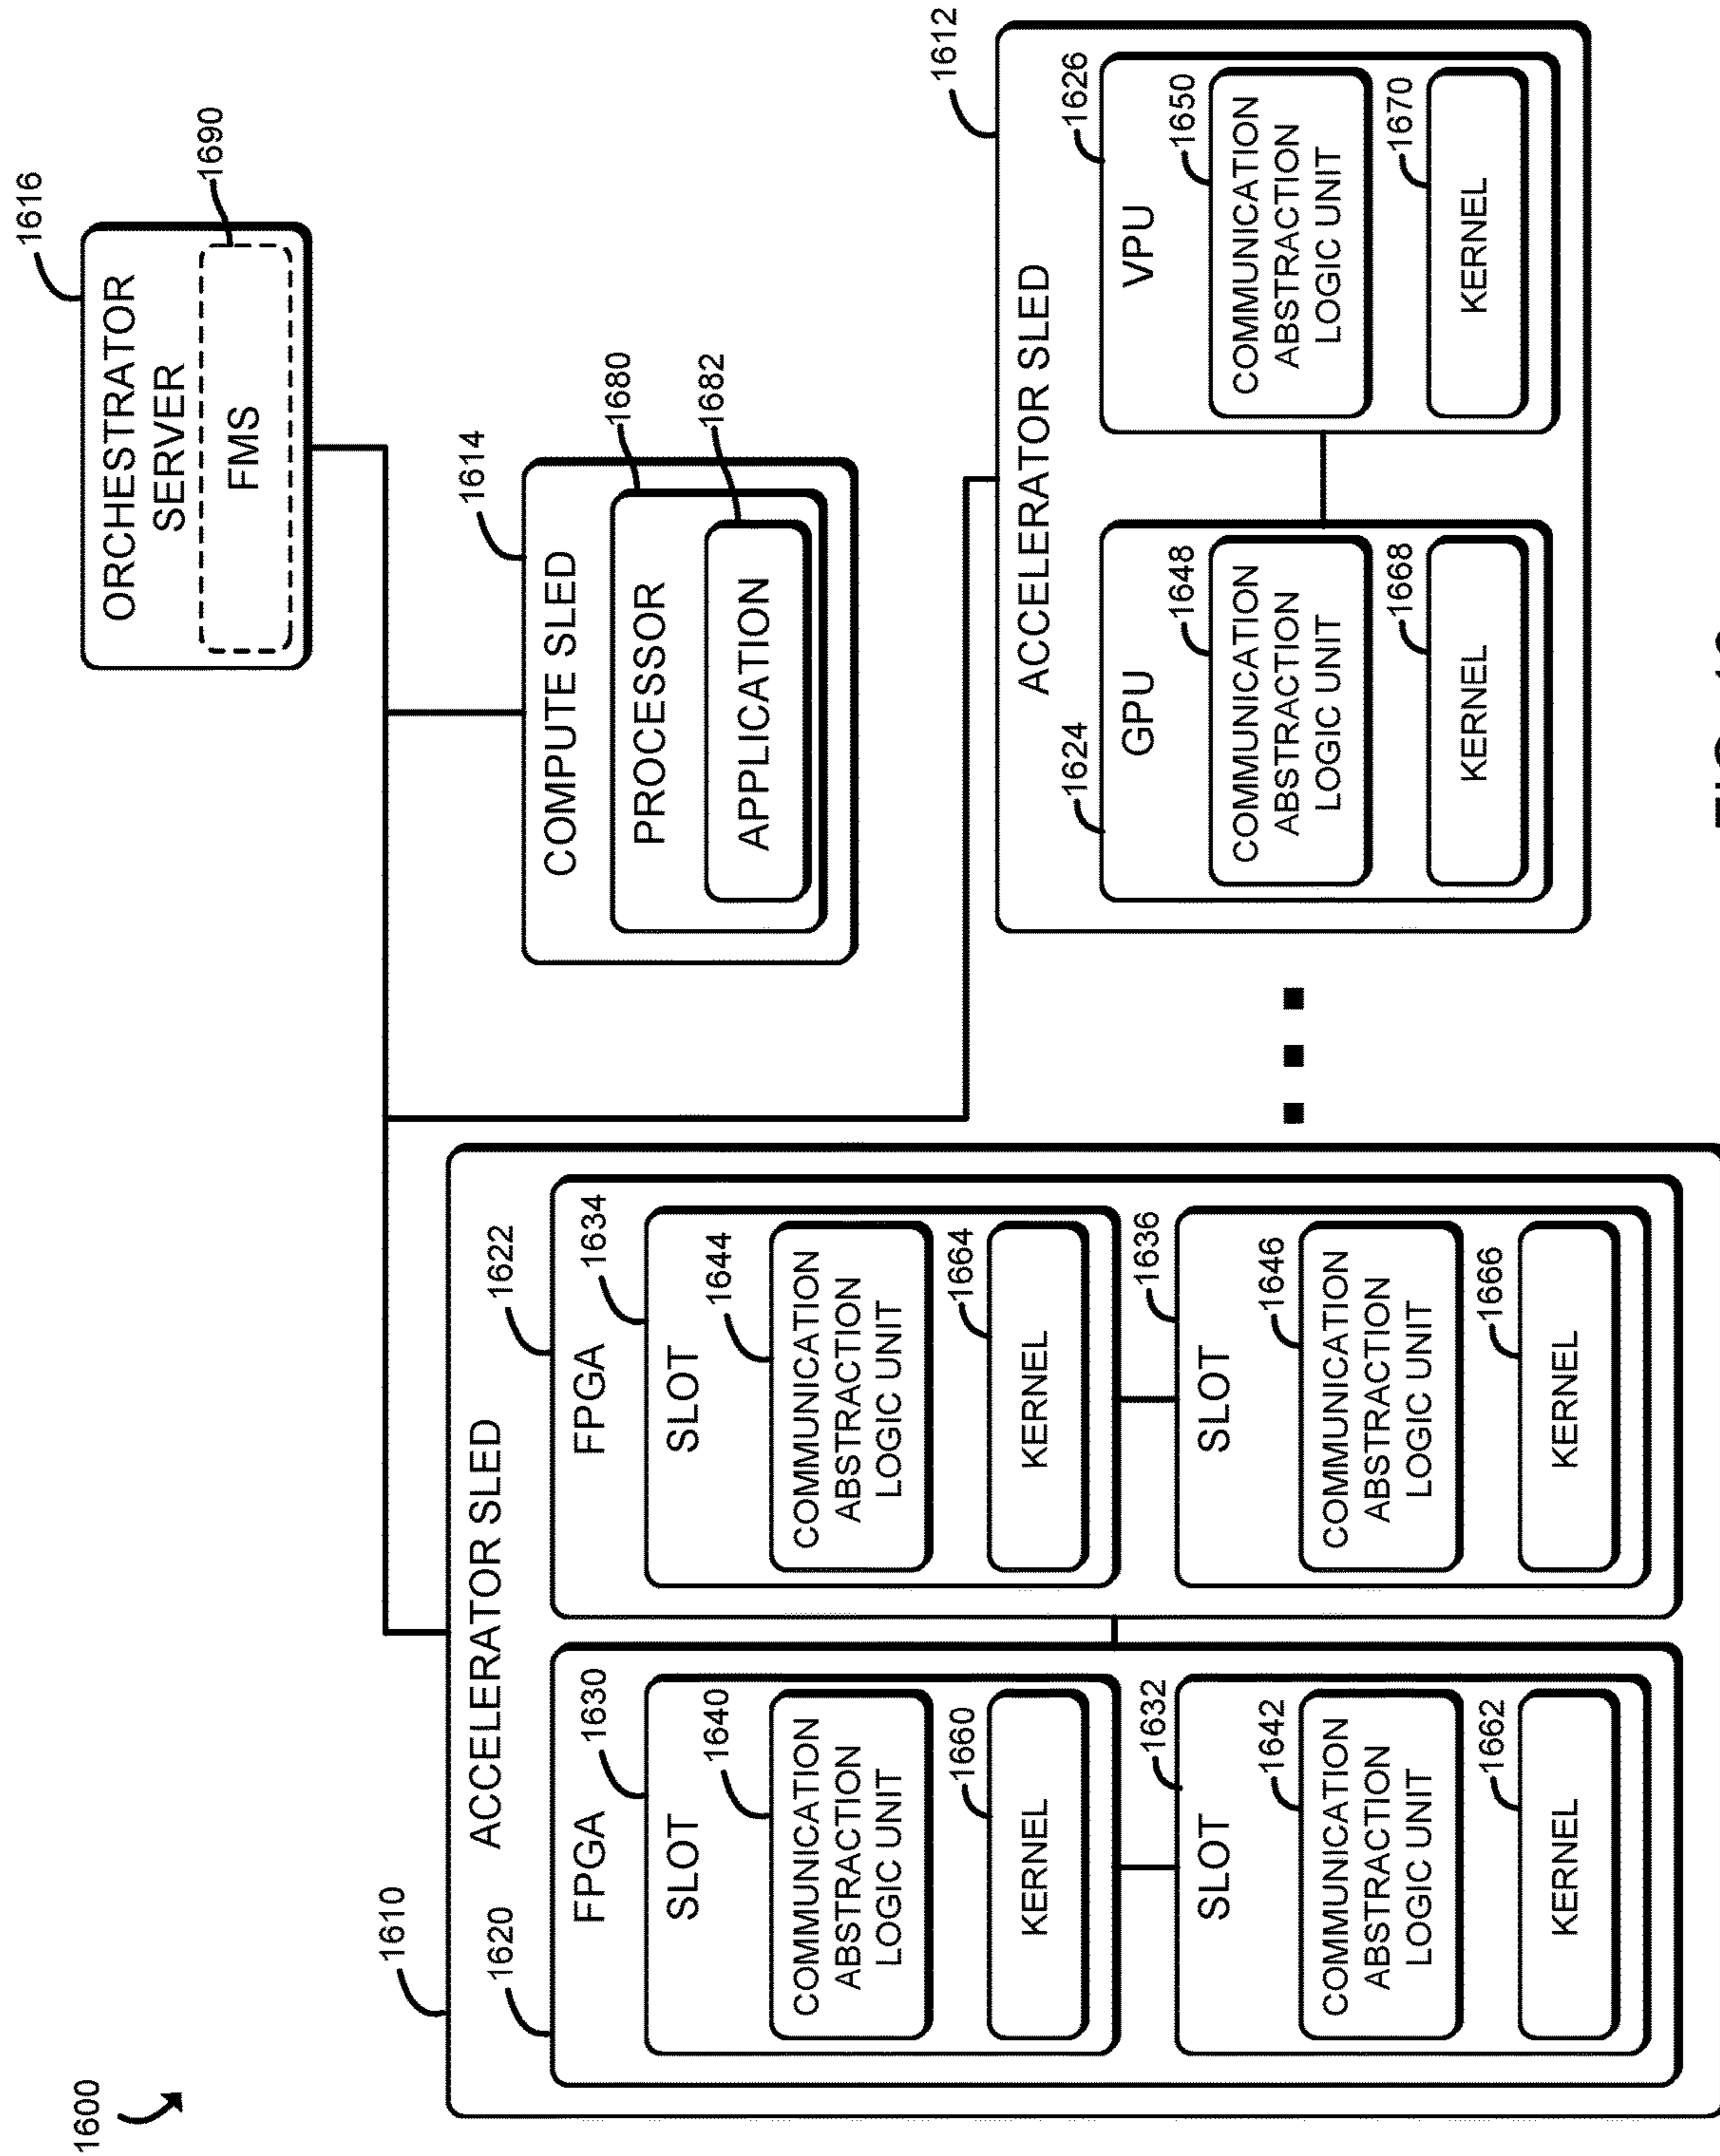 1600
1616
ORCHESTRATOR
SERVER
1690
FMS
1614
COMPUTE SLED
1680
PROCESSOR
1682
APPLICATION
1610
ACCELERATOR SLED
1620
FPGA
1630
SLOT
1640
COMMUNICATION
ABSTRACTION
LOGIC UNIT
1660
KERNEL
1632
SLOT
1642
COMMUNICATION
ABSTRACTION
LOGIC UNIT
1662
KERNEL
1622
FPGA
1634
SLOT
1644
COMMUNICATION
ABSTRACTION
LOGIC UNIT
1664
KERNEL
1636
SLOT
1646
COMMUNICATION
ABSTRACTION
LOGIC UNIT
1666
KERNEL
1612
ACCELERATOR SLED
1624
GPU
1648
COMMUNICATION
ABSTRACTION
LOGIC UNIT
1668
KERNEL
1626
VPU
1650
COMMUNICATION
ABSTRACTION
LOGIC UNIT
1670
KERNEL